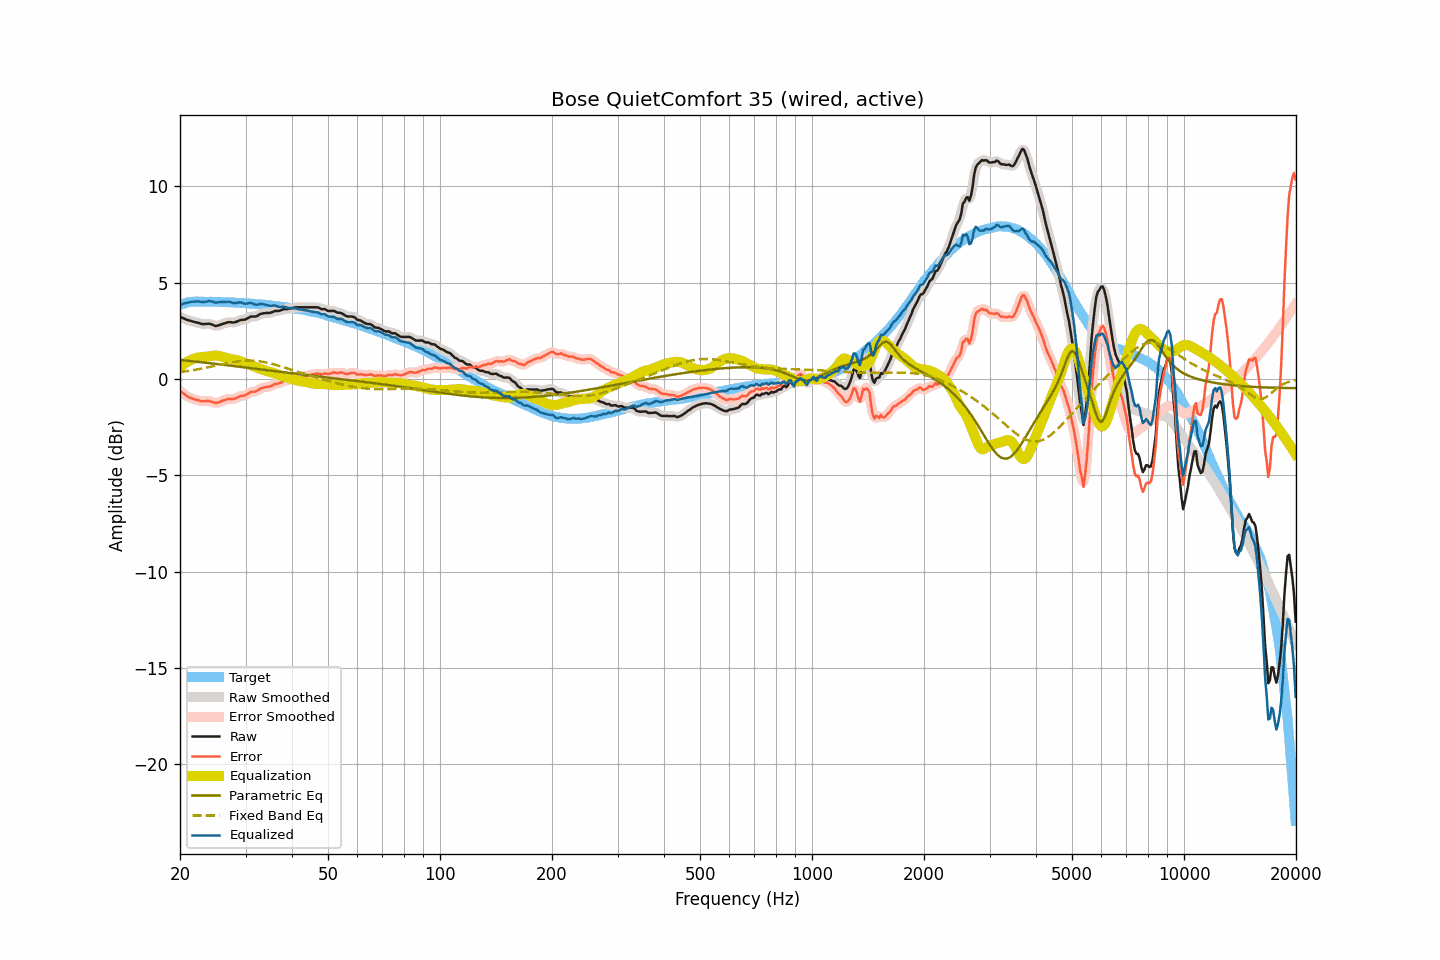 Bose QuietComfort 35 (wired, active)
10
5
0
−5
−10
−15
−20
Amplitude (dBr)
Target
Raw Smoothed
Error Smoothed
Raw
Error
Equalization
Parametric Eq
Fixed Band Eq
Equalized
20 50 100 200 500 1000 2000 5000 10000 20000
Frequency (Hz)